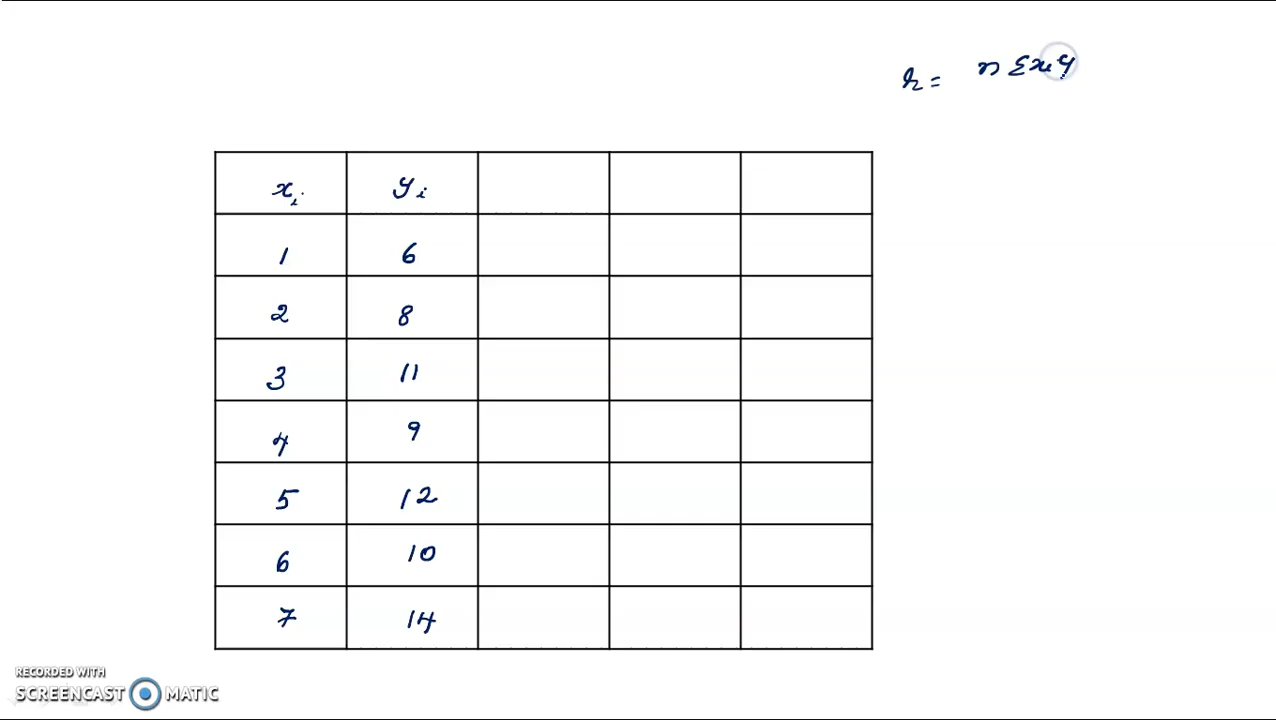 r = n Σxy
xi yi
1 6
2 8
3 11
4 9
5 12
6 10
7 14
RECORDED WITH
SCREENCAST MATIC